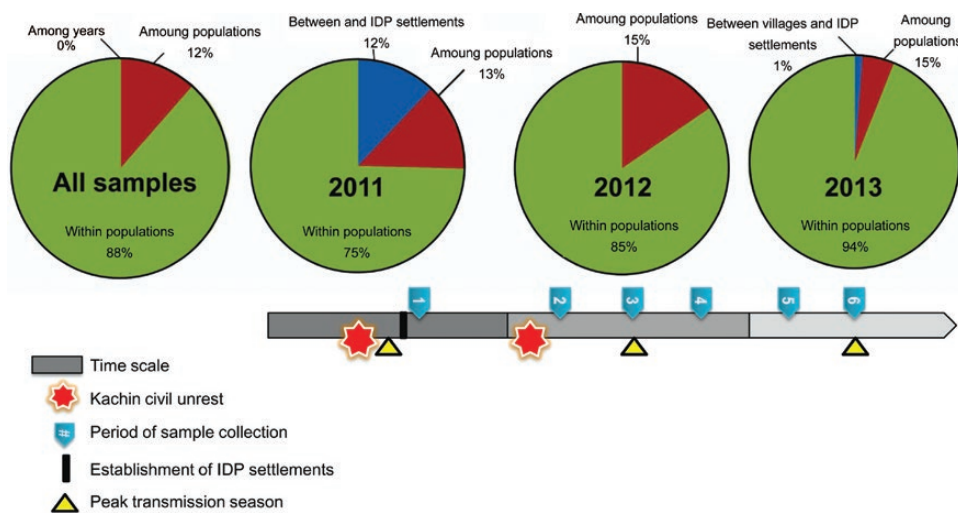 Among years
0%
Amoung populations
12%
All samples
Within populations
88%
Between and IDP settlements
12%
Amoung populations
13%
2011
Within populations
75%
Amoung populations
15%
2012
Within populations
85%
Between villages and IDP
settlements
1%
Amoung
populations
15%
2013
Within populations
94%
1
2
3
4
5
6
Time scale
Kachin civil unrest
#
Period of sample collection
Establishment of IDP settlements
Peak transmission season